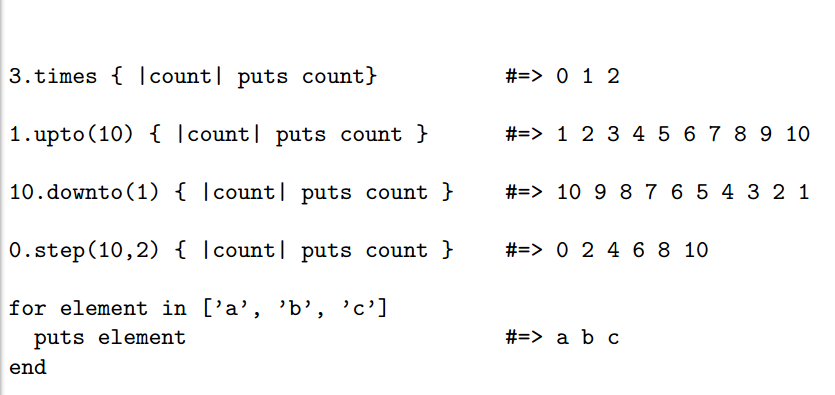 3.times { |count| puts count} #=> 0 1 2
1.upto(10) { |count| puts count } #=> 1 2 3 4 5 6 7 8 9 10
10.downto(1) { |count| puts count } #=> 10 9 8 7 6 5 4 3 2 1
0.step(10,2) { |count| puts count } #=> 0 2 4 6 8 10
for element in [’a’, ’b’, ’c’]
  puts element #=> a b c
end